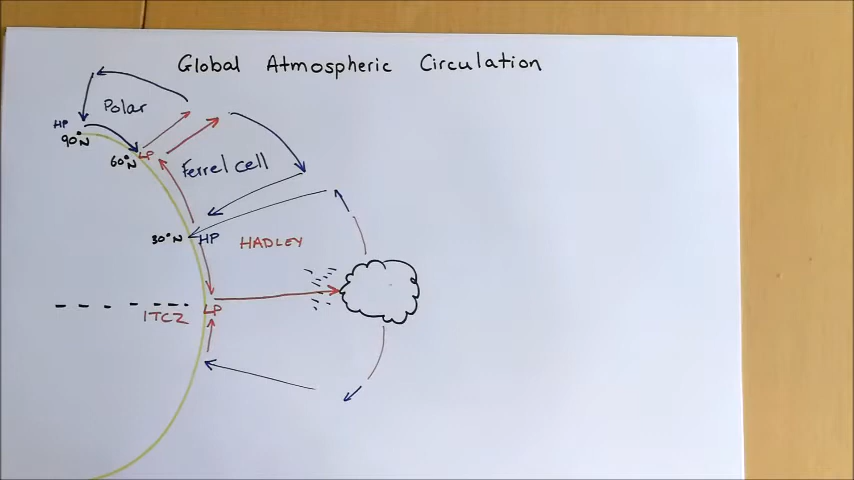 Global Atmospheric Circulation
Polar
HP
90°N
60°N LP
Ferrel cell
30°N HP
HADLEY
LP
ITCZ